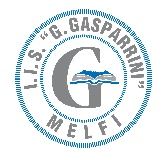 I.I.S. "G. GASPARRINI"
G
MELFI